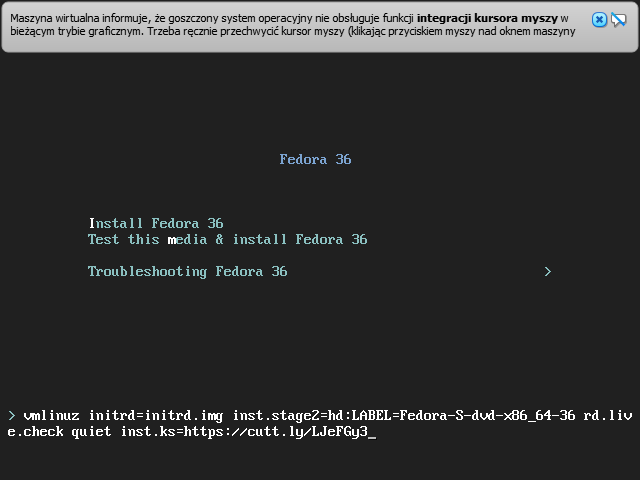 Maszyna wirtualna informuje, że goszczony system operacyjny nie obsługuje funkcji integracji kursora myszy w
bieżącym trybie graficznym. Trzeba ręcznie przechwycić kursor myszy (klikając przyciskiem myszy nad oknem maszyny
Fedora 36
Install Fedora 36
Test this media & install Fedora 36
Troubleshooting Fedora 36 >
> vmlinuz initrd=initrd.img inst.stage2=hd:LABEL=Fedora-S-dvd-x86_64-36 rd.liv
e.check quiet inst.ks=https://cutt.ly/LJeFGy3_